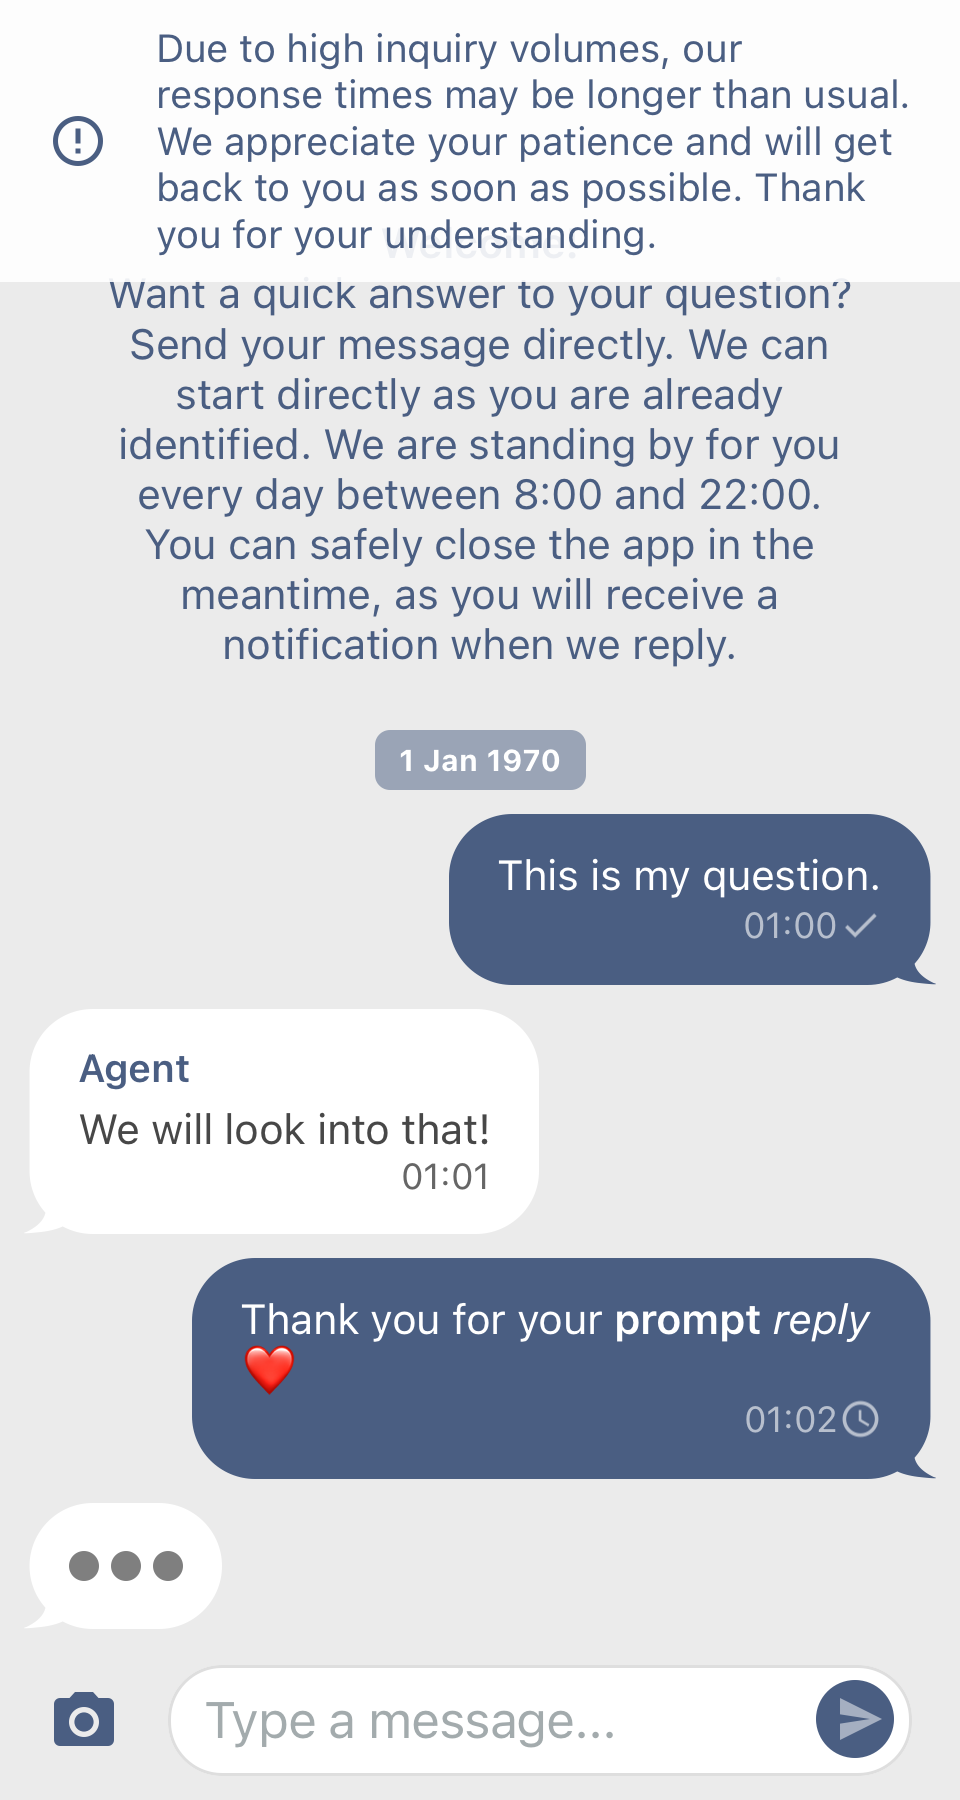 Due to high inquiry volumes, our
response times may be longer than usual.
We appreciate your patience and will get
back to you as soon as possible. Thank
you for your understanding.
Welcome!
Want a quick answer to your question?
Send your message directly. We can
start directly as you are already
identified. We are standing by for you
every day between 8:00 and 22:00.
You can safely close the app in the
meantime, as you will receive a
notification when we reply.
1 Jan 1970
This is my question.
01:00
Agent
We will look into that!
01:01
Thank you for your prompt reply
❤️
01:02
Type a message...